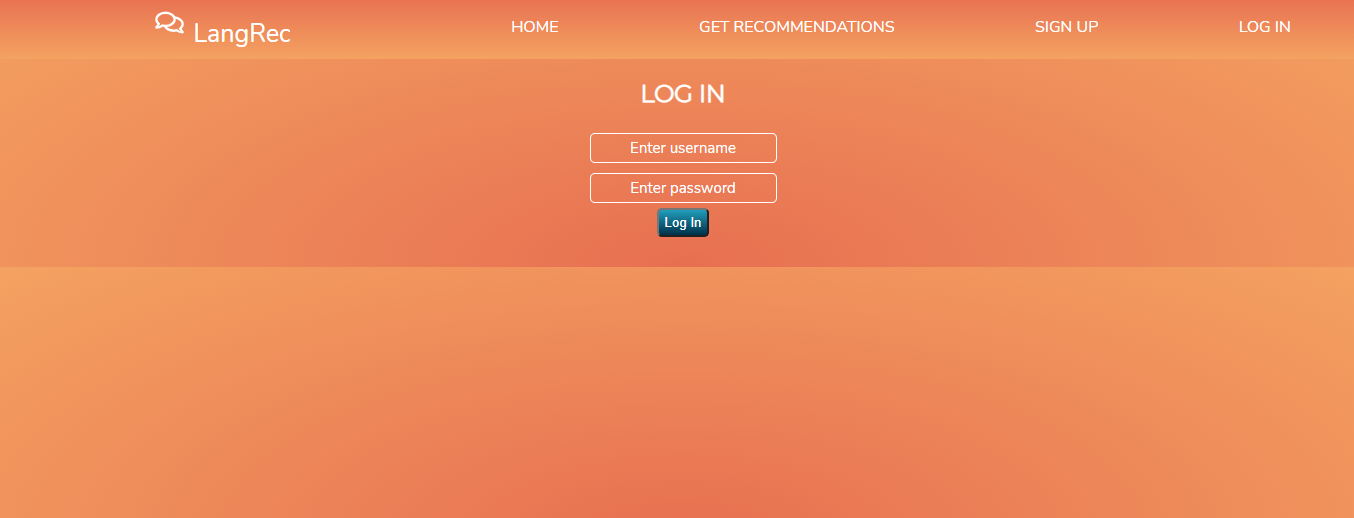 LangRec
HOME
GET RECOMMENDATIONS
SIGN UP
LOG IN
LOG IN
Enter username
Enter password
Log In